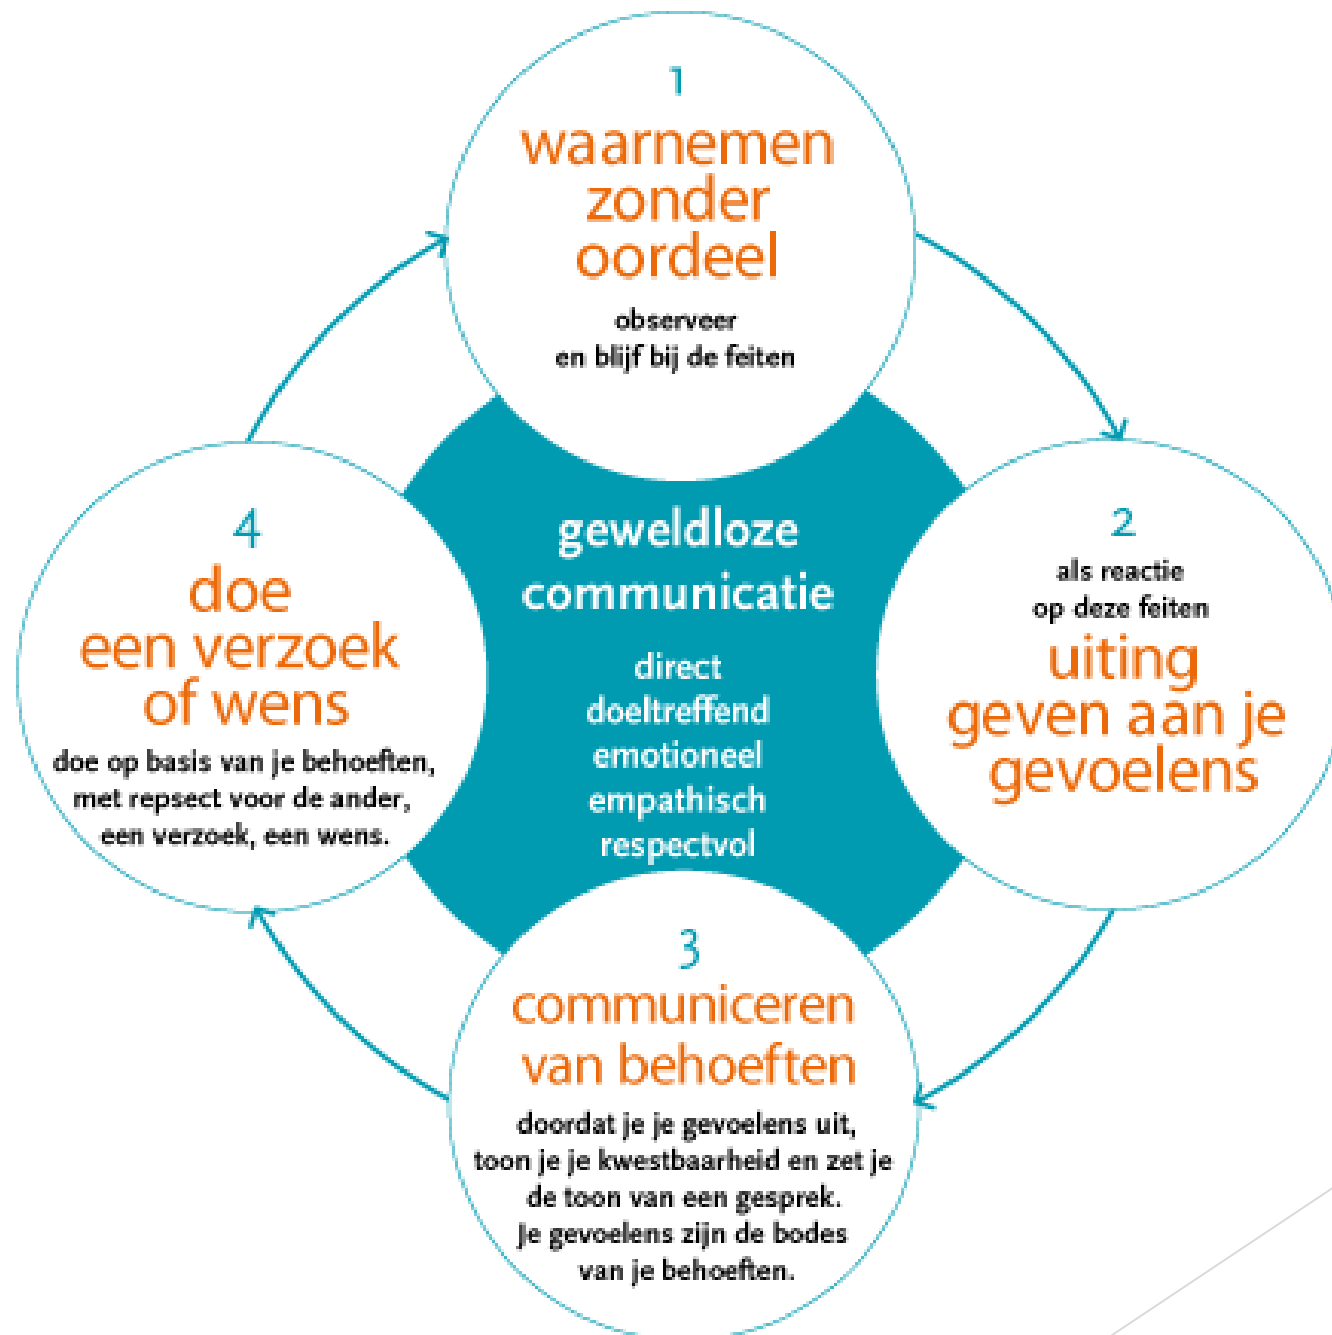 1
waarnemen
zonder
oordeel
observeer
en blijf bij de feiten
2
als reactie
op deze feiten
uiting
geven aan je
gevoelens
3
communiceren
van behoeften
doordat je je gevoelens uit,
toon je je kwestbaarheid en zet je
de toon van een gesprek.
Je gevoelens zijn de bodes
van je behoeften.
4
doe
een verzoek
of wens
doe op basis van je behoeften,
met repsect voor de ander,
een verzoek, een wens.
geweldloze
communicatie
direct
doeltreffend
emotioneel
empathisch
respectvol